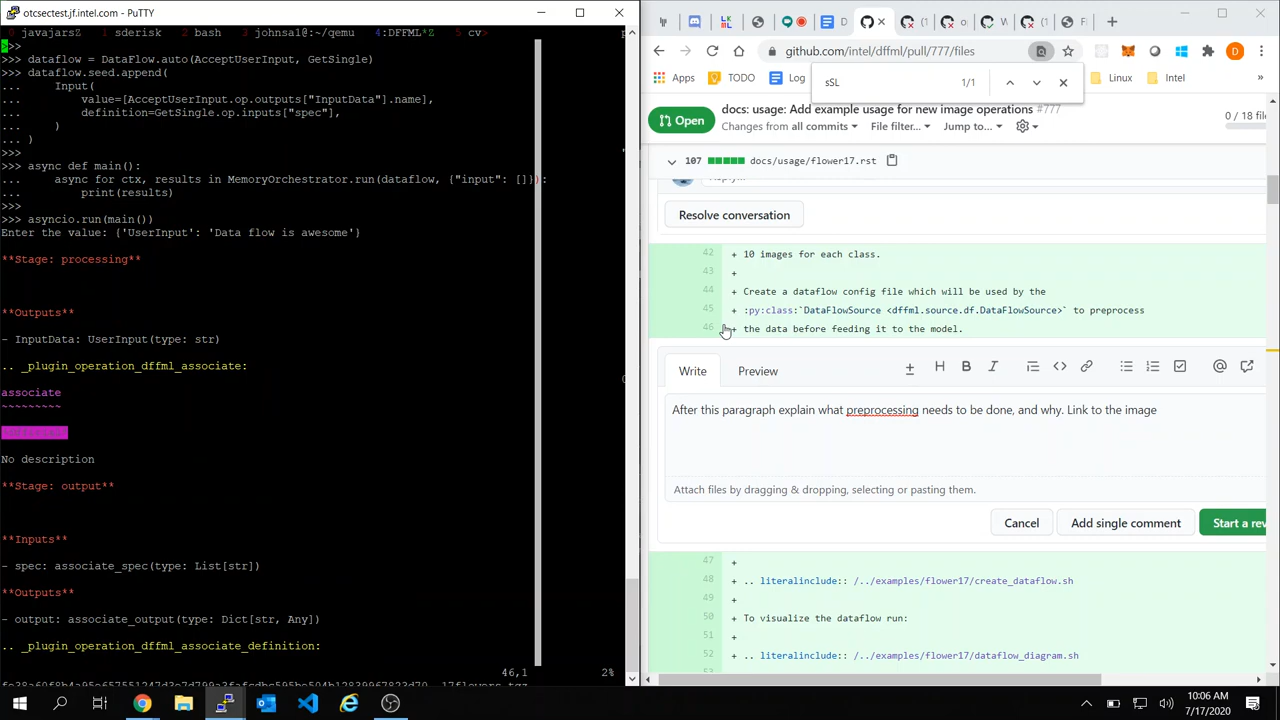 otcsectest.jf.intel.com - PuTTY
0 javajarsZ 1 sderisk 2 bash 3 johnsal@:~/qemu 4:DFFML*Z 5 cv>
>>>
>>> dataflow = DataFlow.auto(AcceptUserInput, GetSingle)
>>> dataflow.seed.append(
... Input(
... value=[AcceptUserInput.op.outputs["InputData"].name],
... definition=GetSingle.op.inputs["spec"],
... )
... )
>>>
>>> async def main():
... async for ctx, results in MemoryOrchestrator.run(dataflow, {"input": []}):
... print(results)
>>>
>>> asyncio.run(main())
Enter the value: {'UserInput': 'Data flow is awesome'}
**Stage: processing**
**Outputs**
- InputData: UserInput(type: str)
.. _plugin_operation_dffml_associate:
associate
~~~~~~~~~
No description
**Stage: output**
**Inputs**
- spec: associate_spec(type: List[str])
**Outputs**
- output: associate_output(type: Dict[str, Any])
.. _plugin_operation_dffml_associate_definition:
46,1 2%
D
github.com/intel/dffml/pull/777/files
D
Apps TODO Log Linux Intel
sSL 1/1
docs: usage: Add example usage for new image operations #777
Open
Changes from all commits File filter... Jump to...
0 / 18 fil
107 docs/usage/flower17.rst
Resolve conversation
42 + 10 images for each class.
43 +
44 + Create a dataflow config file which will be used by the
45 + :py:class:`DataFlowSource <dffml.source.df.DataFlowSource>` to preprocess
46 + the data before feeding it to the model.
Write Preview
After this paragraph explain what preprocessing needs to be done, and why. Link to the image
Attach files by dragging & dropping, selecting or pasting them.
Cancel Add single comment Start a rev
47 +
48 + .. literalinclude:: /../examples/flower17/create_dataflow.sh
49 +
50 + To visualize the dataflow run:
51 +
52 + .. literalinclude:: /../examples/flower17/dataflow_diagram.sh
53
10:06 AM
7/17/2020